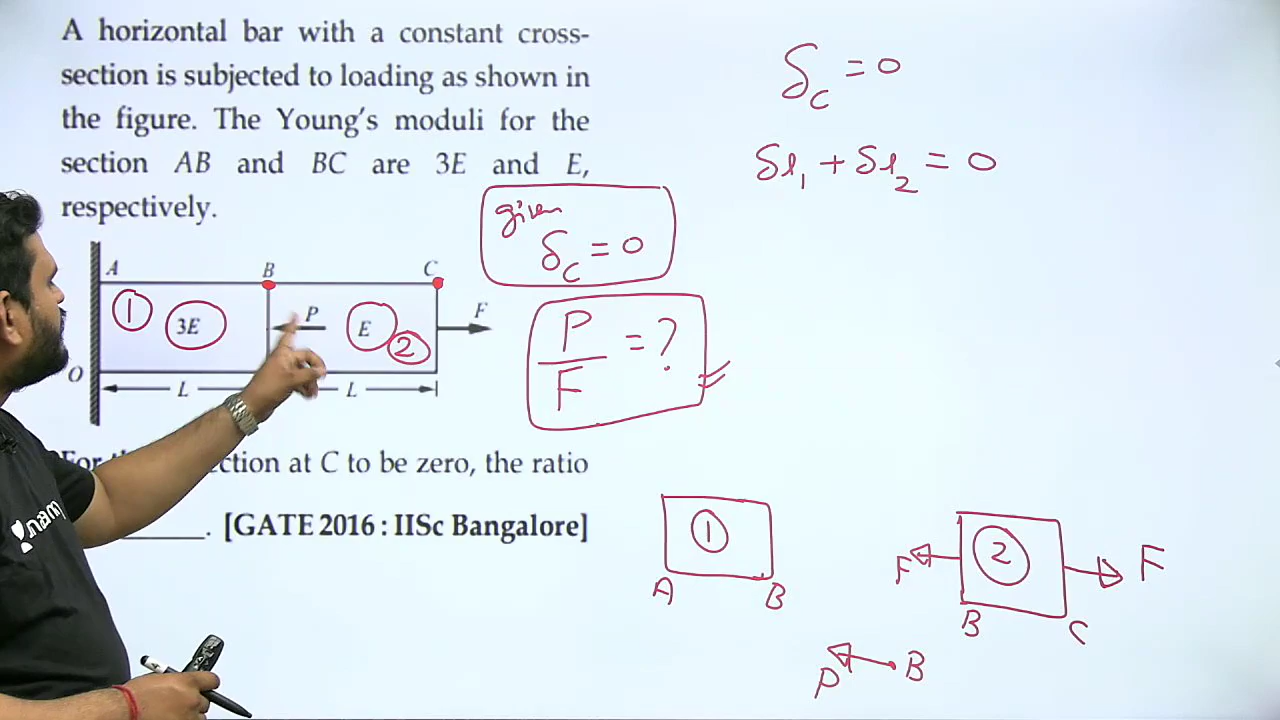 A horizontal bar with a constant cross-
section is subjected to loading as shown in
the figure. The Young's moduli for the
section AB and BC are 3E and E,
respectively.
A B C
1 3E P E 2 F
O
L L
For ction at C to be zero, the ratio
. [GATE 2016 : IISc Bangalore]
given
δC = 0
P/F = ?
δC = 0
δl1 + δl2 = 0
1
A B
F 2 F
B C
P B